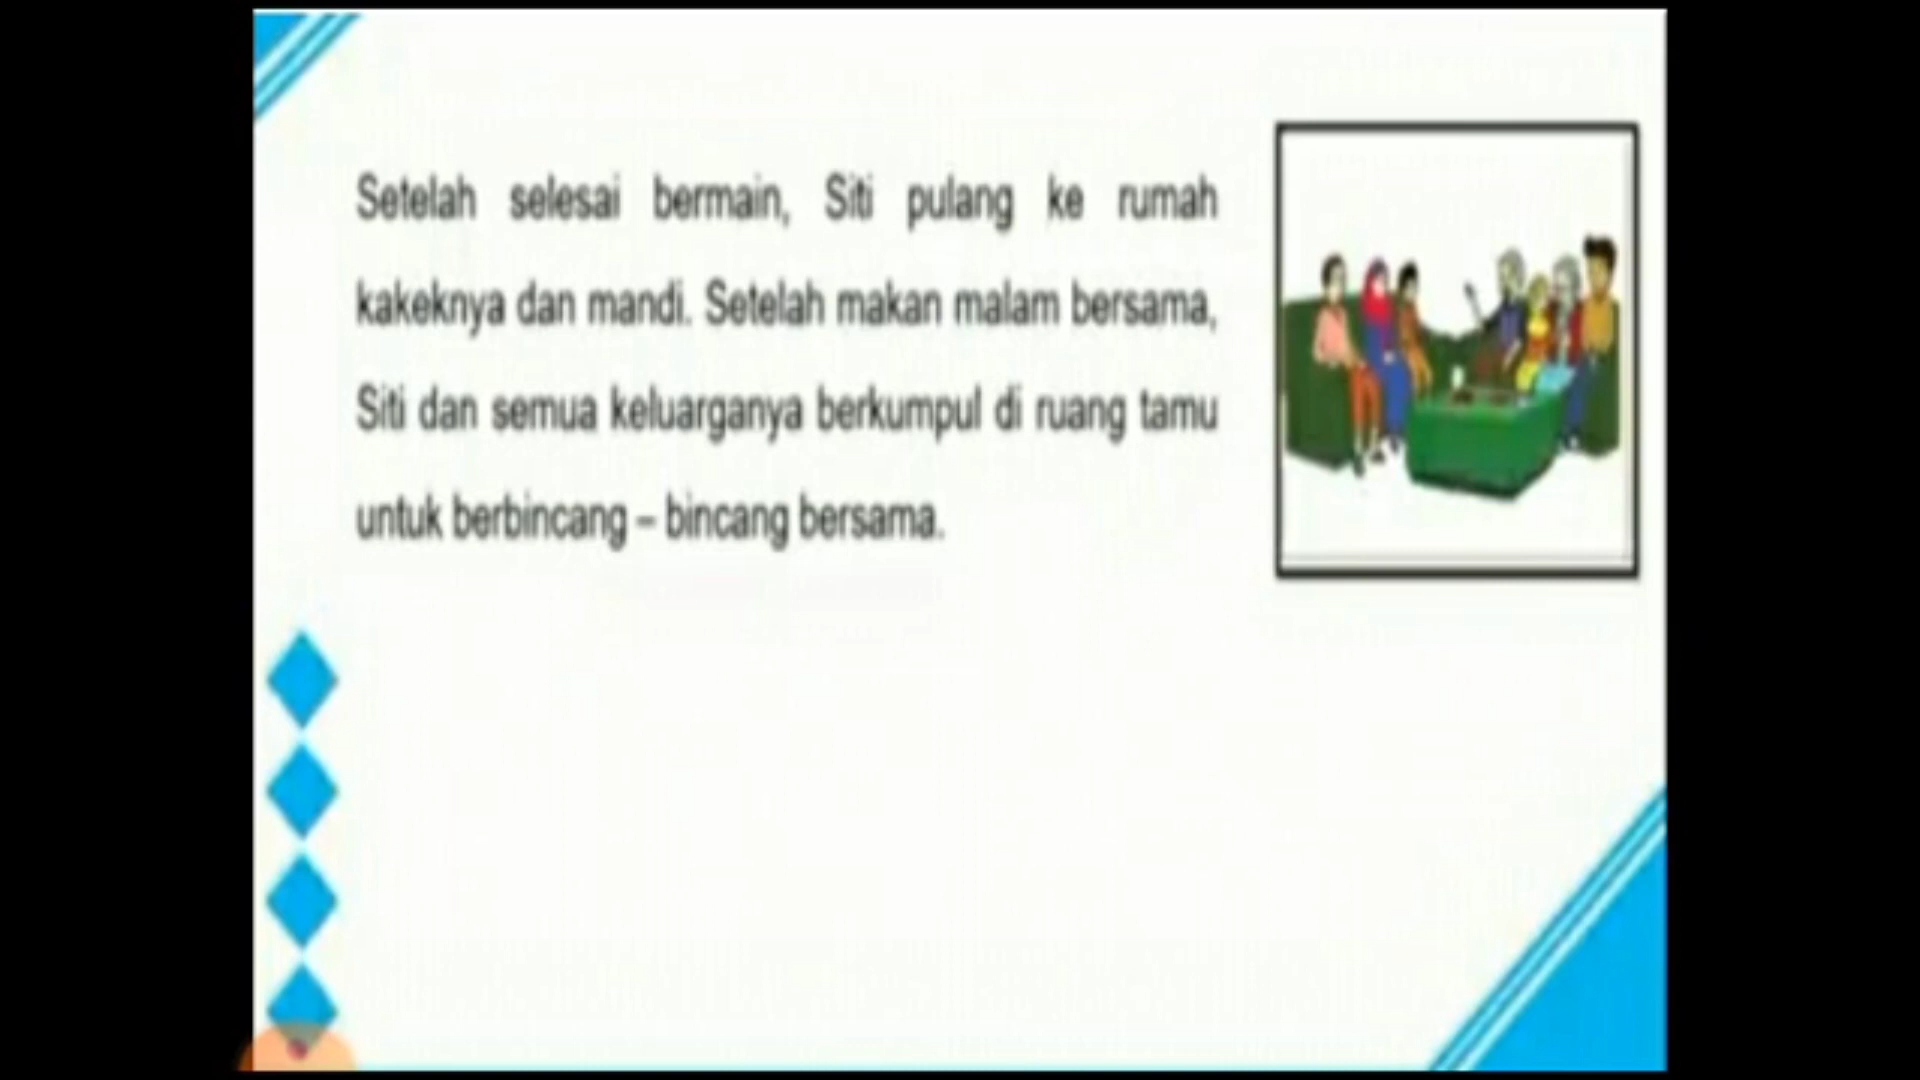 Setelah selesai bermain, Siti pulang ke rumah
kakeknya dan mandi. Setelah makan malam bersama,
Siti dan semua keluarganya berkumpul di ruang tamu
untuk berbincang – bincang bersama.